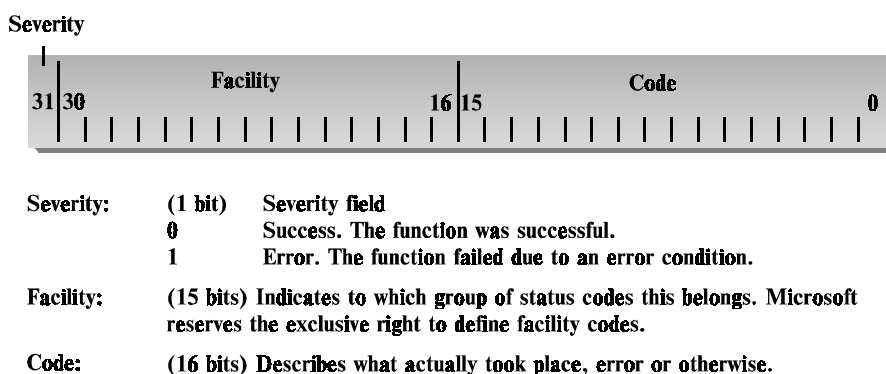 Severity
Facility Code
31 30 16 15 0
Severity: (1 bit) Severity field
0 Success. The function was successful.
1 Error. The function failed due to an error condition.
Facility: (15 bits) Indicates to which group of status codes this belongs. Microsoft
reserves the exclusive right to define facility codes.
Code: (16 bits) Describes what actually took place, error or otherwise.